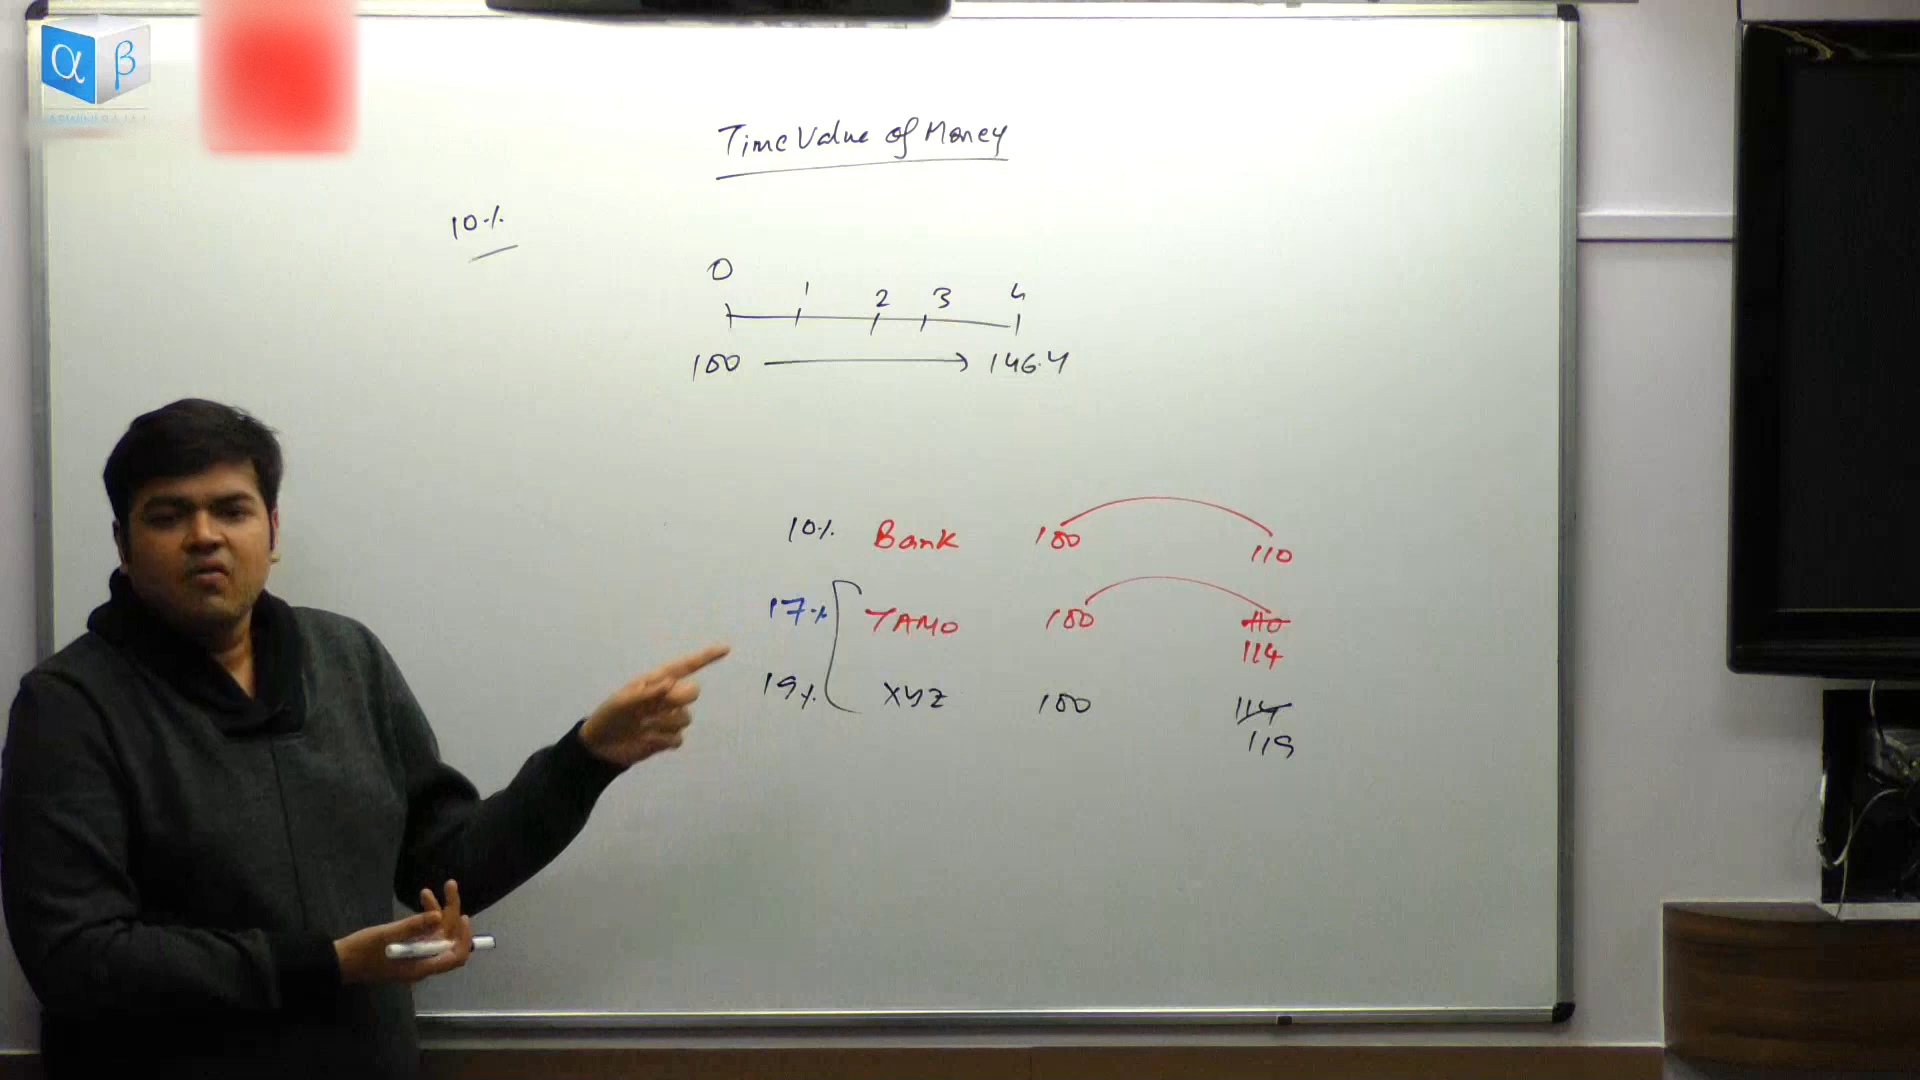 α β
Time Value of Money
10%
0 1 2 3 4
100 → 146.4
10% Bank 100 110
17% TAMO 100 110
114
19% XYZ 100 114
119